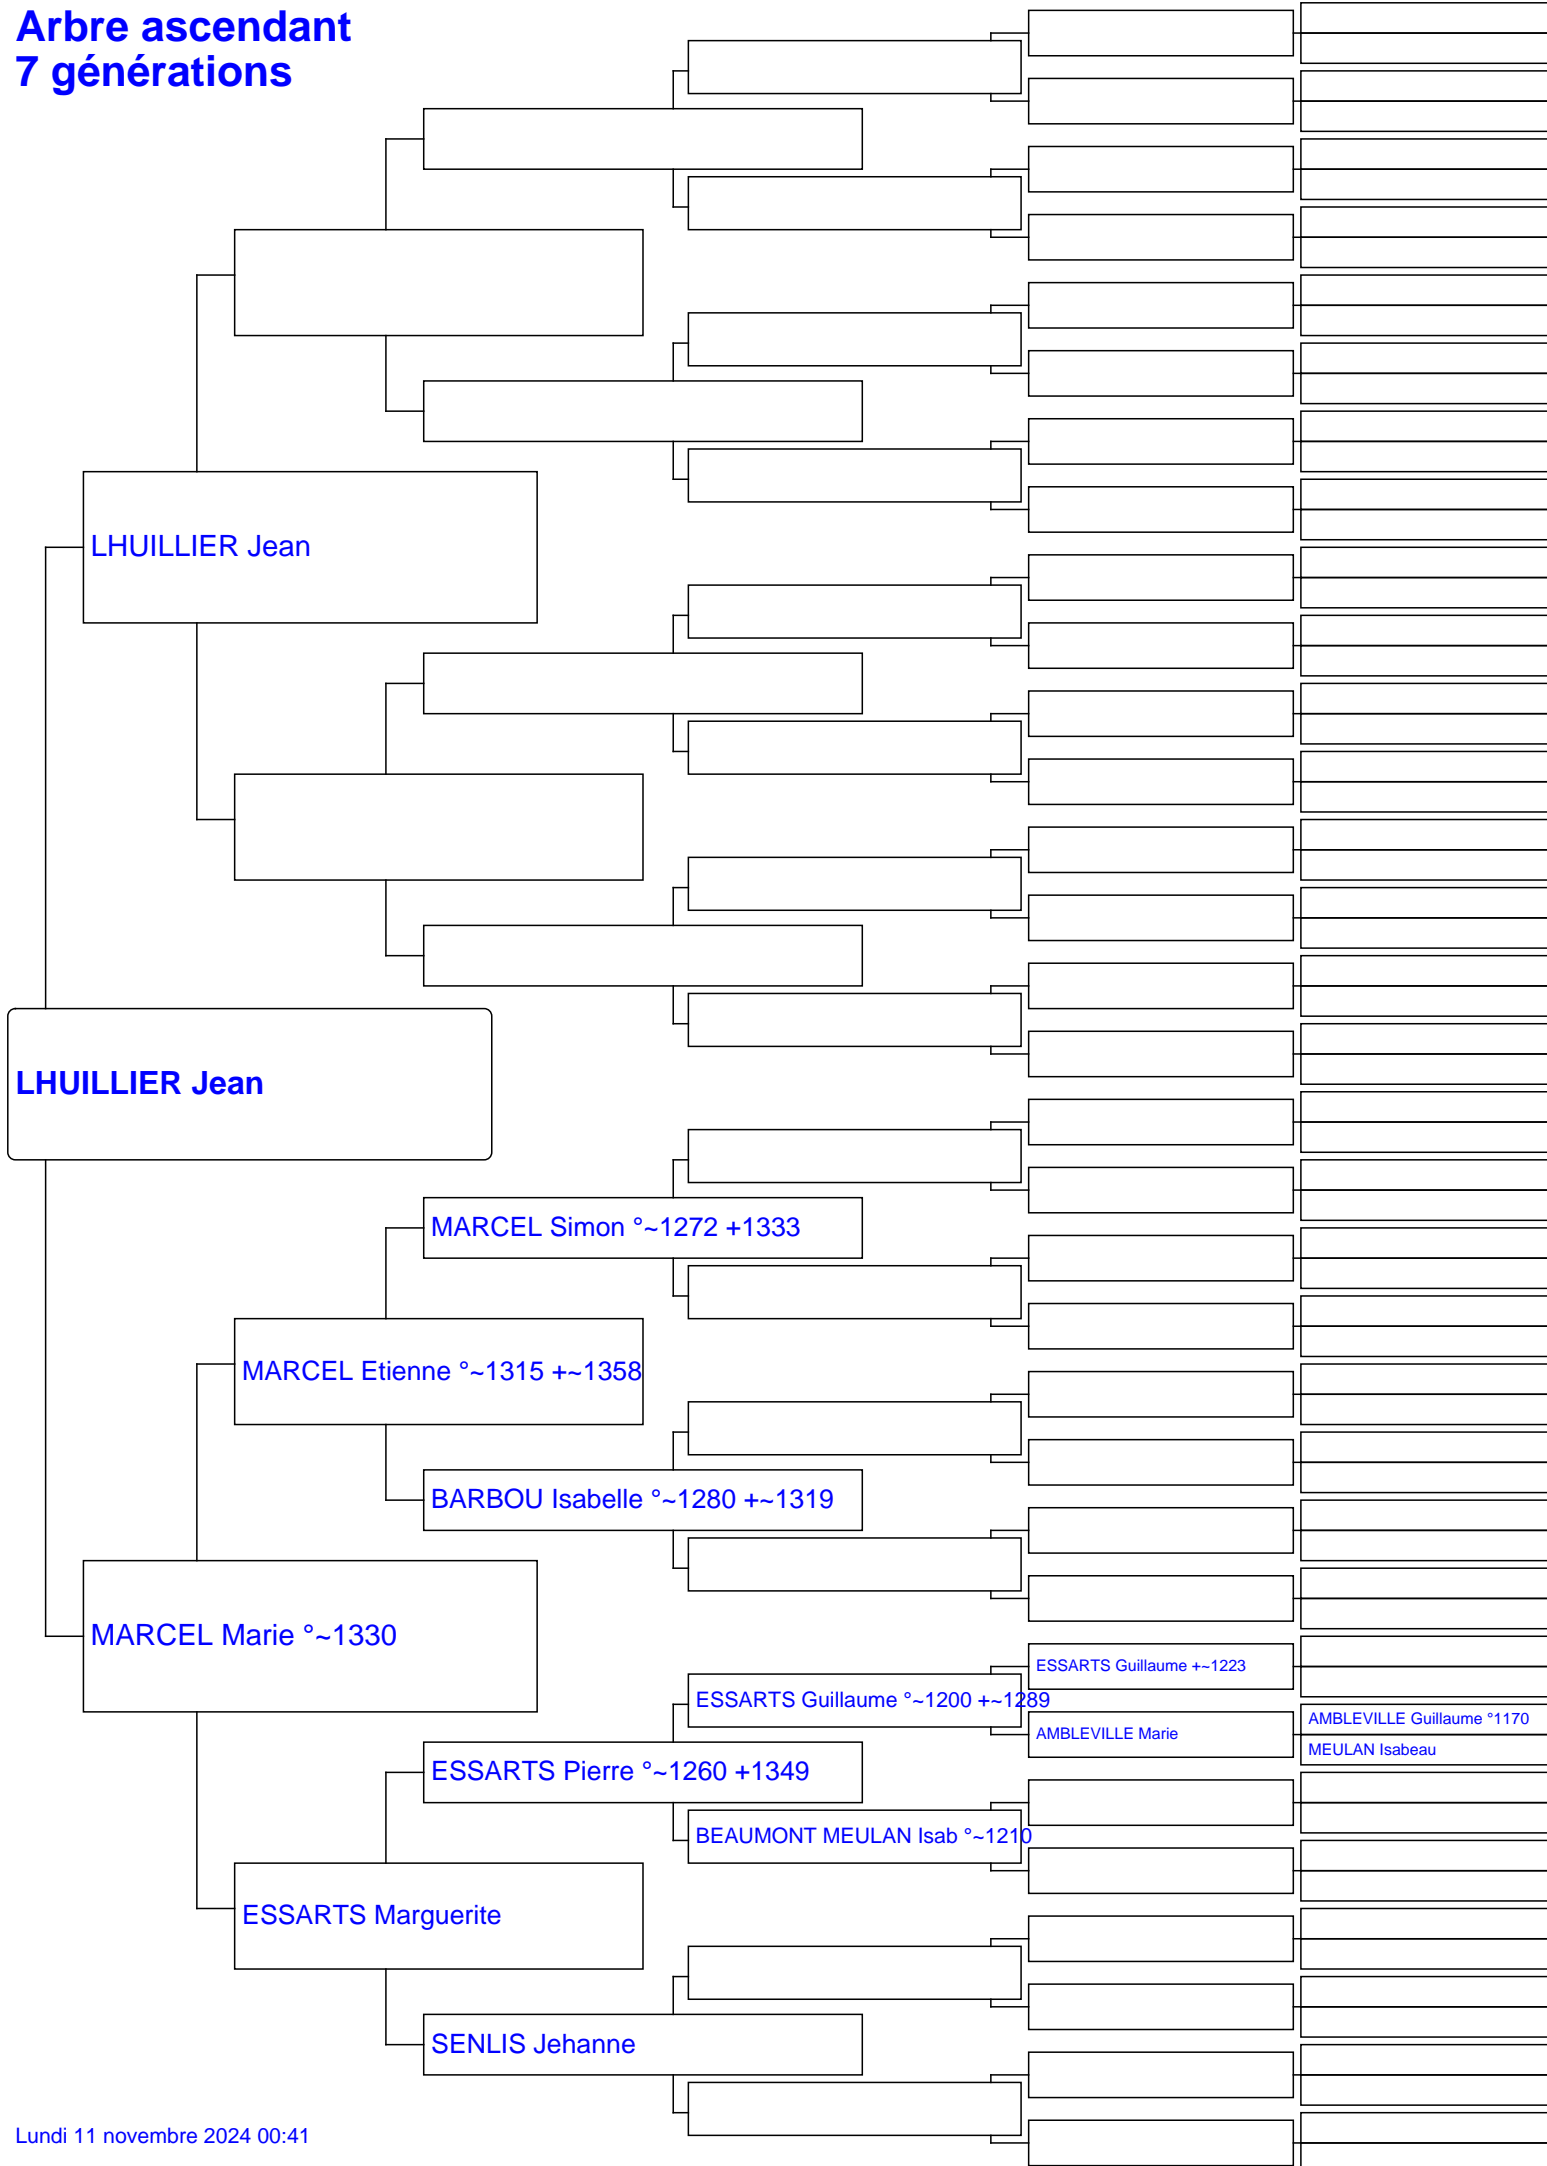 Arbre ascendant
7 générations
LHUILLIER Jean
LHUILLIER Jean
MARCEL Simon °~1272 +1333
MARCEL Etienne °~1315 +~1358
BARBOU Isabelle °~1280 +~1319
MARCEL Marie °~1330
ESSARTS Guillaume +~1223
ESSARTS Guillaume °~1200 +~1289
AMBLEVILLE Guillaume °1170
AMBLEVILLE Marie
MEULAN Isabeau
ESSARTS Pierre °~1260 +1349
BEAUMONT MEULAN Isab °~1210
ESSARTS Marguerite
SENLIS Jehanne
Lundi 11 novembre 2024 00:41